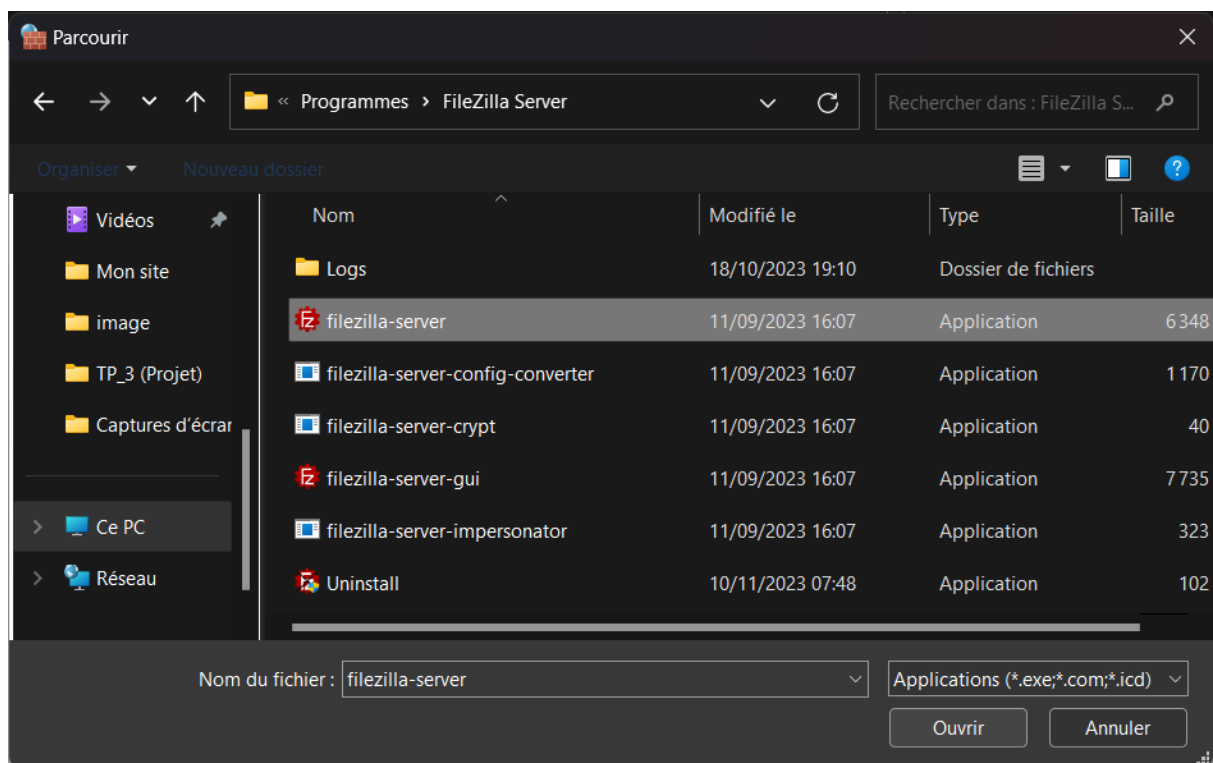 Parcourir
« Programmes > FileZilla Server
Rechercher dans : FileZilla S...
Organiser
Nouveau dossier
Nom Modifié le Type Taille
Vidéos
Mon site
image
TP_3 (Projet)
Captures d'écrar
Ce PC
Réseau
Logs 18/10/2023 19:10 Dossier de fichiers
filezilla-server 11/09/2023 16:07 Application 6 348
filezilla-server-config-converter 11/09/2023 16:07 Application 1 170
filezilla-server-crypt 11/09/2023 16:07 Application 40
filezilla-server-gui 11/09/2023 16:07 Application 7 735
filezilla-server-impersonator 11/09/2023 16:07 Application 323
Uninstall 10/11/2023 07:48 Application 102
Nom du fichier : filezilla-server
Applications (*.exe;*.com;*.icd)
Ouvrir Annuler